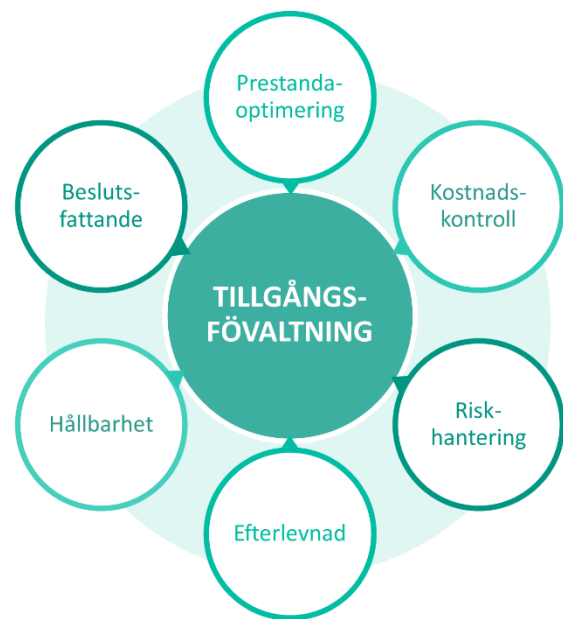 Prestanda-
optimering
Besluts-
fattande
Kostnads-
kontroll
TILLGÅNGS-
FÖVALTNING
Hållbarhet
Risk-
hantering
Efterlevnad